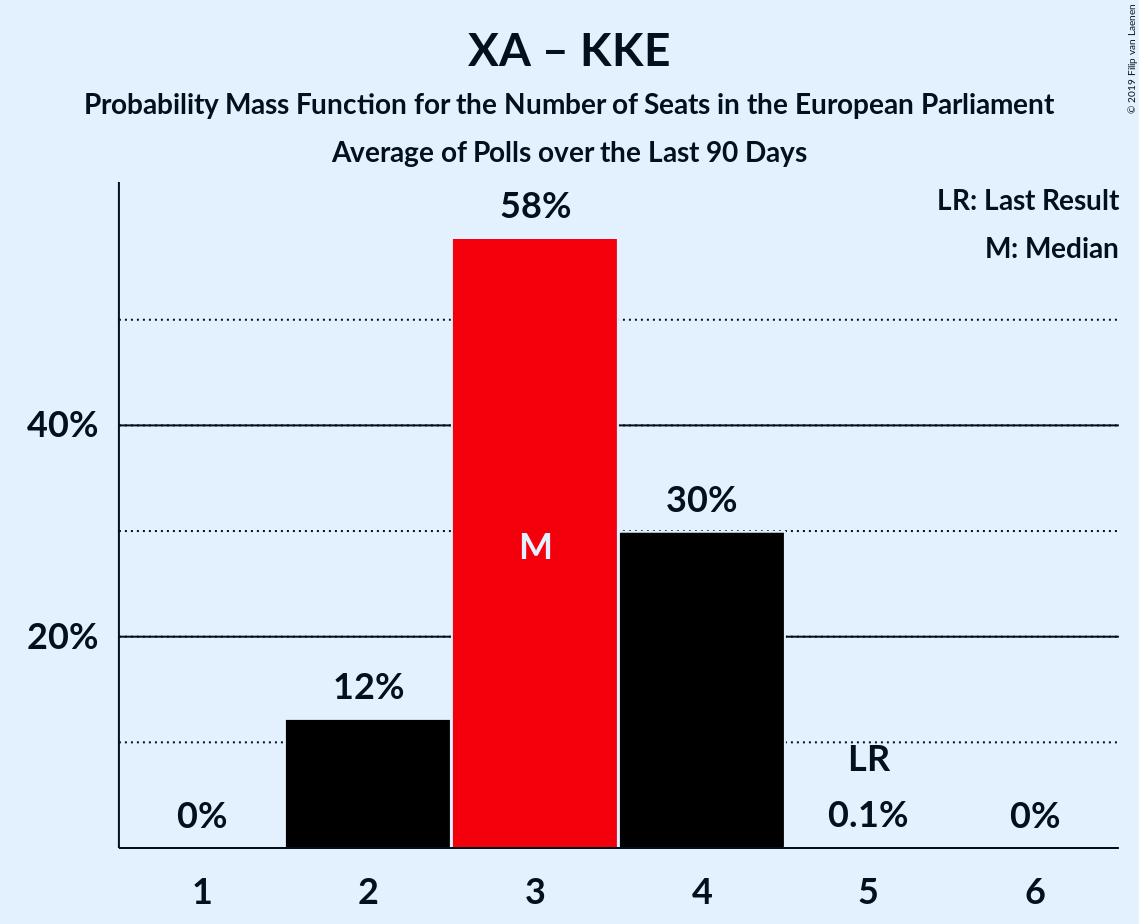 XA – KKE
Probability Mass Function for the Number of Seats in the European Parliament
Average of Polls over the Last 90 Days
© 2019 Filip van Laenen
LR: Last Result
M: Median
58%
40%
30%
M
20%
12%
LR
0%
0.1%
0%
1 2 3 4 5 6